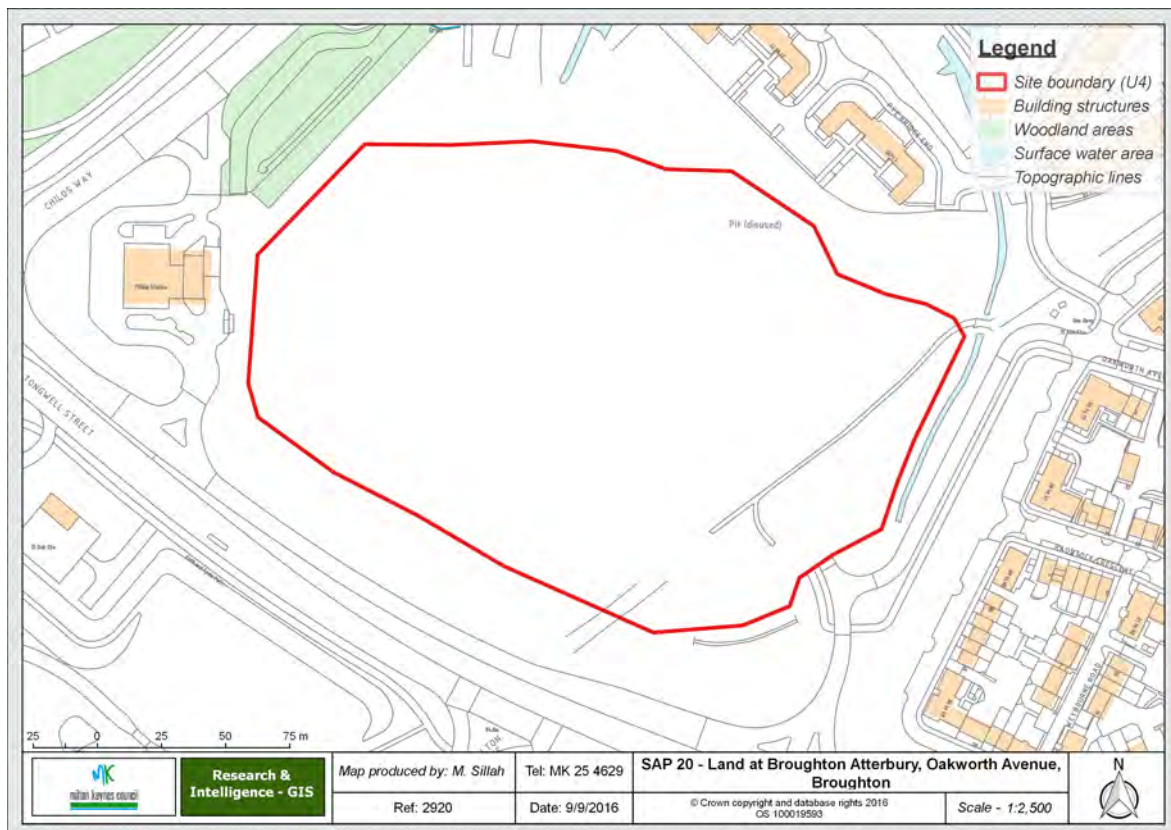 Legend
Site boundary (U4)
Building structures
Woodland areas
Surface water area
Topographic lines
CHILDS WAY
Pit (disused)
TONGWELL STREET
25 0 25 50 75 m
milton keynes council
Research &
Intelligence - GIS
Map produced by: M. Sillah
Tel: MK 25 4629
Ref: 2920
Date: 9/9/2016
SAP 20 - Land at Broughton Atterbury, Oakworth Avenue,
Broughton
© Crown copyright and database rights 2016
OS 100019593
Scale - 1:2,500
N